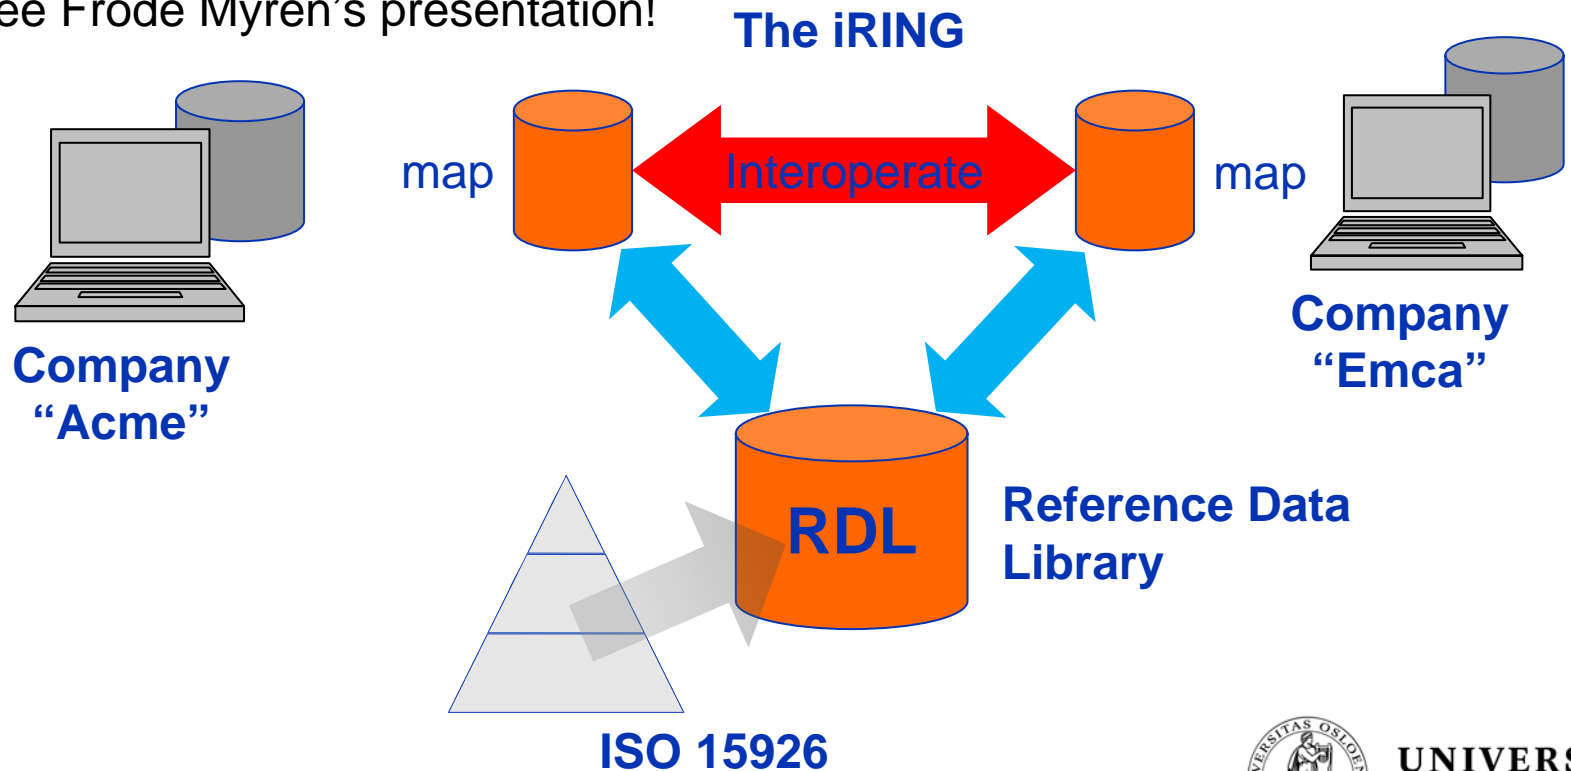 ee Frode Myren's presentation!
The iRING
map
Interoperate
map
Company
“Acme”
Company
“Emca”
RDL
Reference Data
Library
ISO 15926
UNIVERS